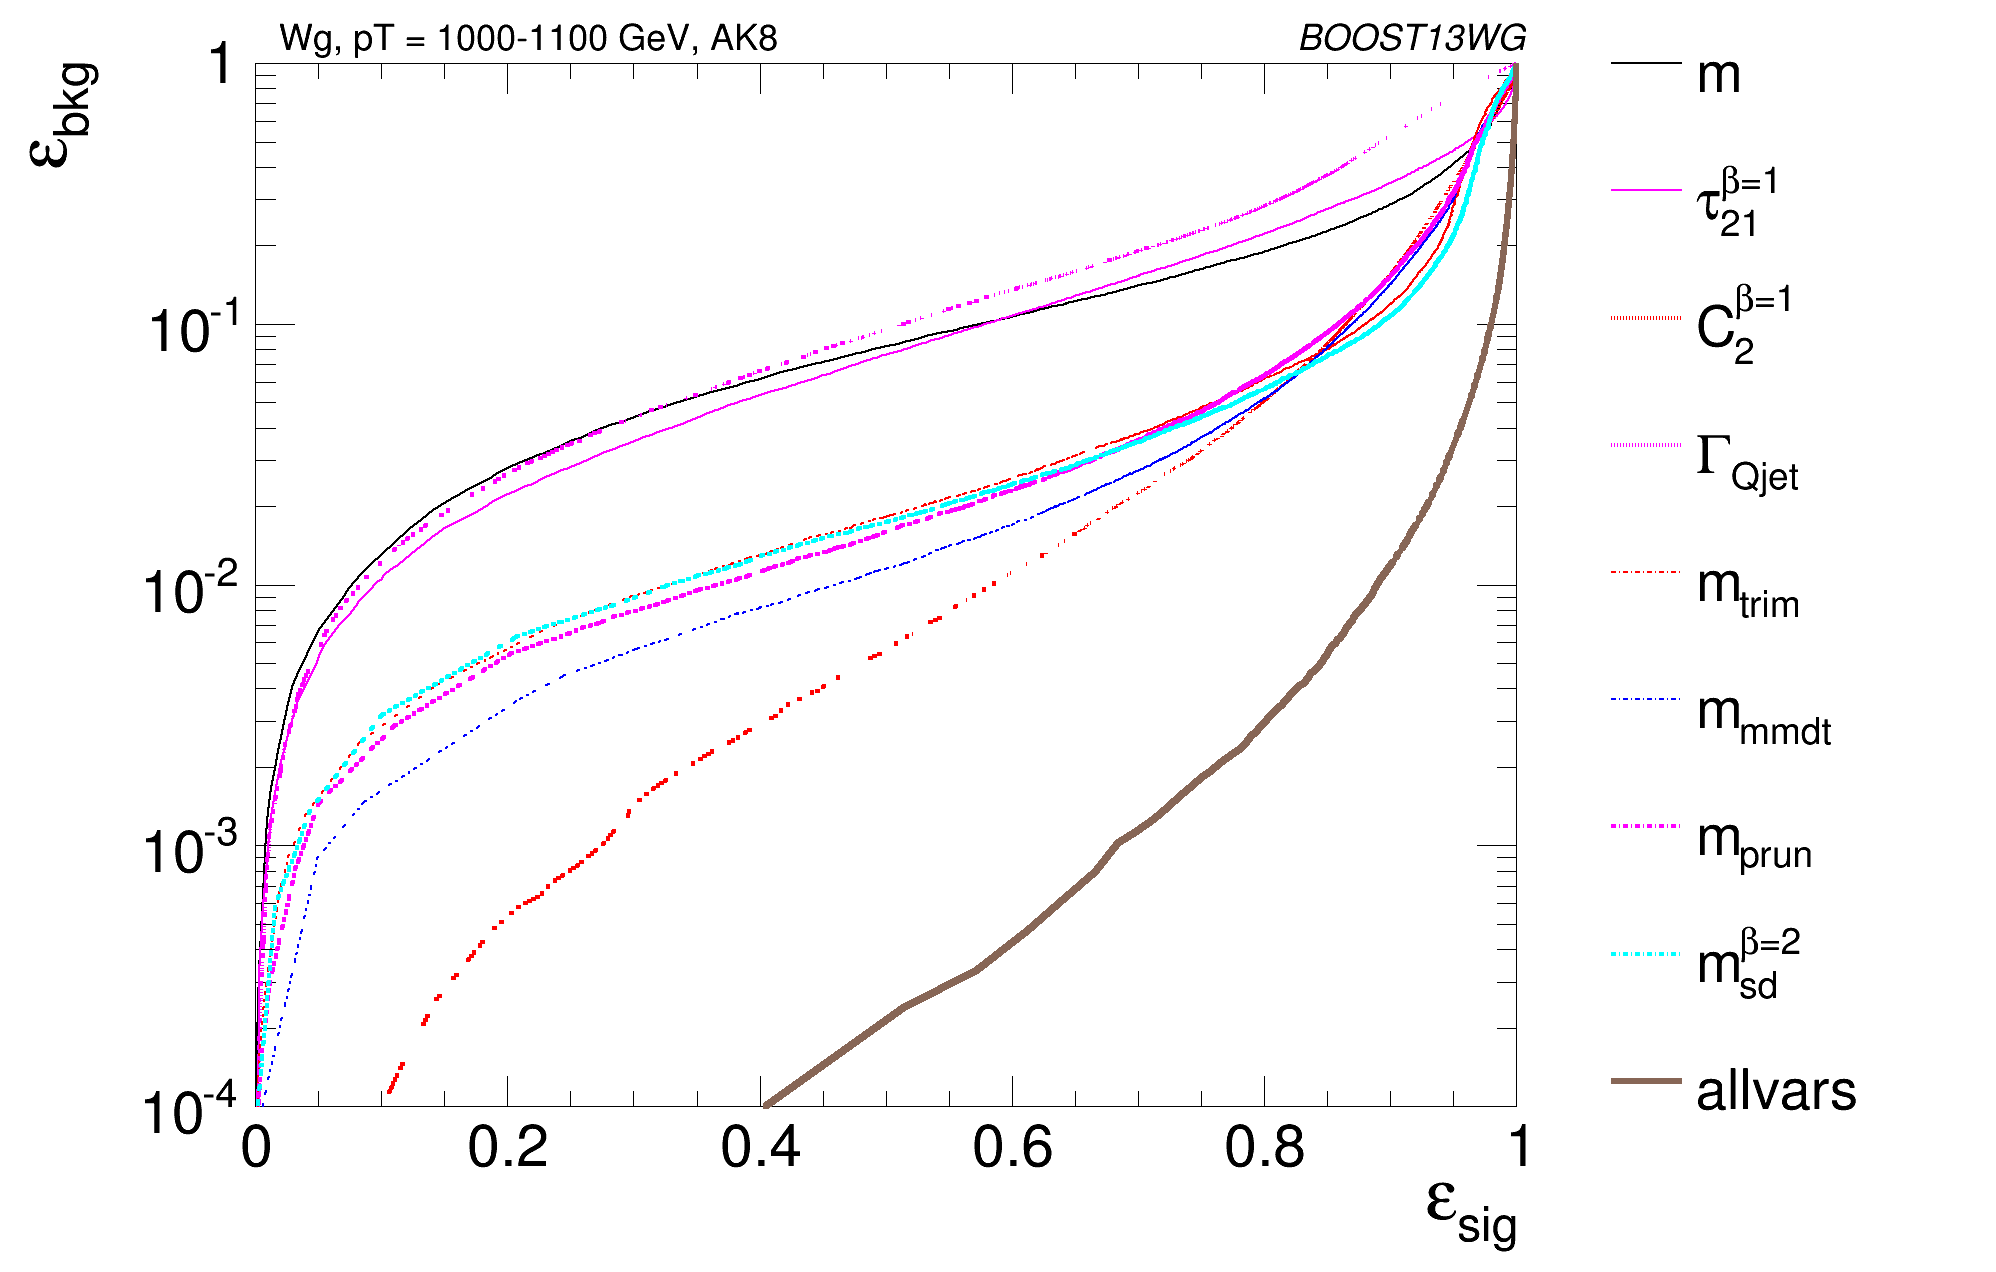 Wg, pT = 1000-1100 GeV, AK8
BOOST13WG
ε_bkg
1
10^-1
10^-2
10^-3
10^-4
0 0.2 0.4 0.6 0.8 1
ε_sig
m
τ_21^β=1
C_2^β=1
Γ_Qjet
m_trim
m_mmdt
m_prun
m_sd^β=2
allvars